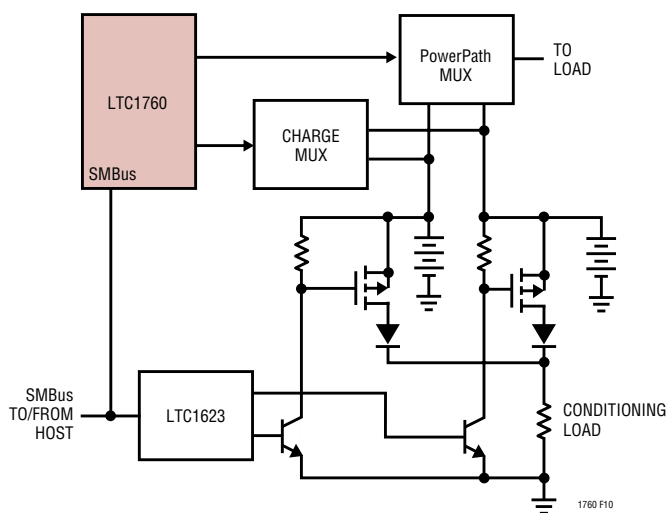 LTC1760
SMBus
PowerPath
MUX
TO
LOAD
CHARGE
MUX
SMBus
TO/FROM
HOST
LTC1623
CONDITIONING
LOAD
1760 F10